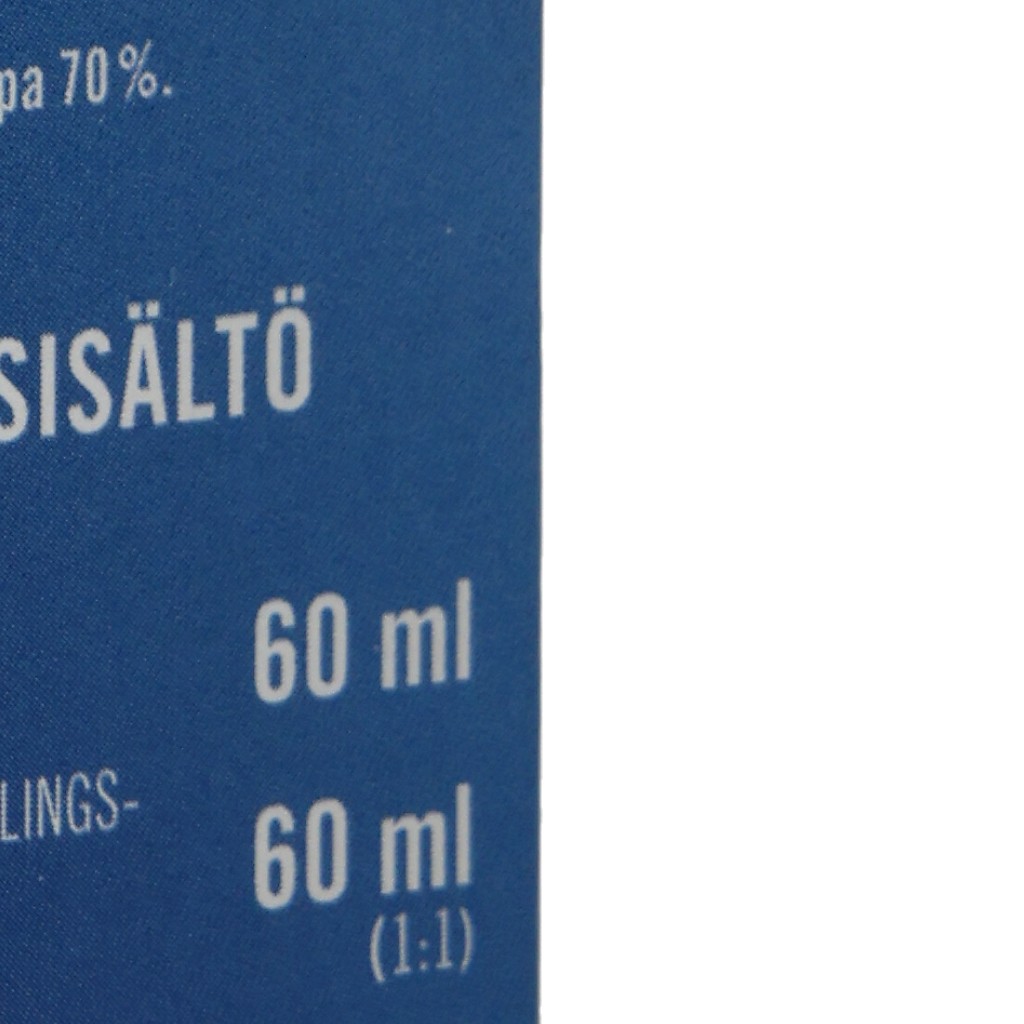 pa 70%.
SISÄLTÖ
60 ml
LINGS-
60 ml
(1:1)